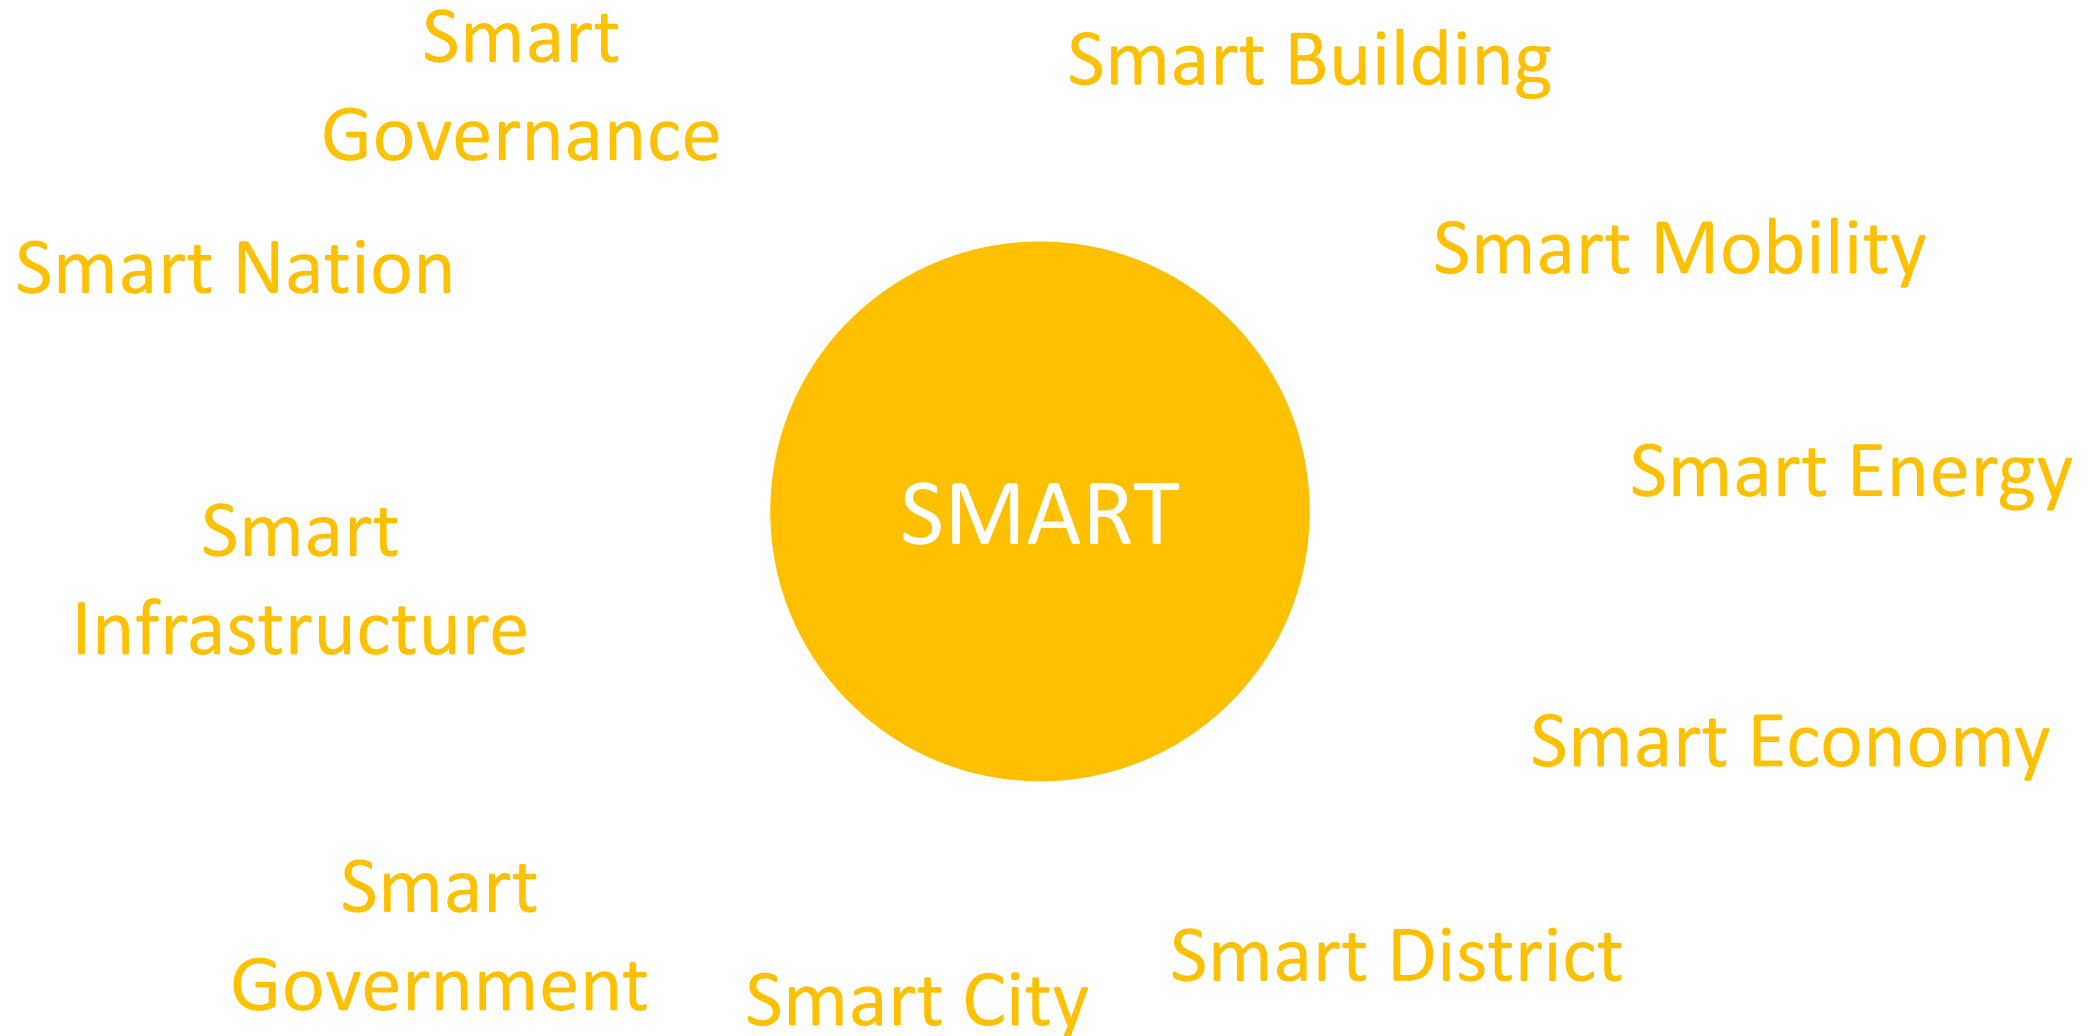 Smart
Governance
Smart Building
Smart Nation
Smart Mobility
SMART
Smart Energy
Smart
Infrastructure
Smart Economy
Smart
Government
Smart City
Smart District